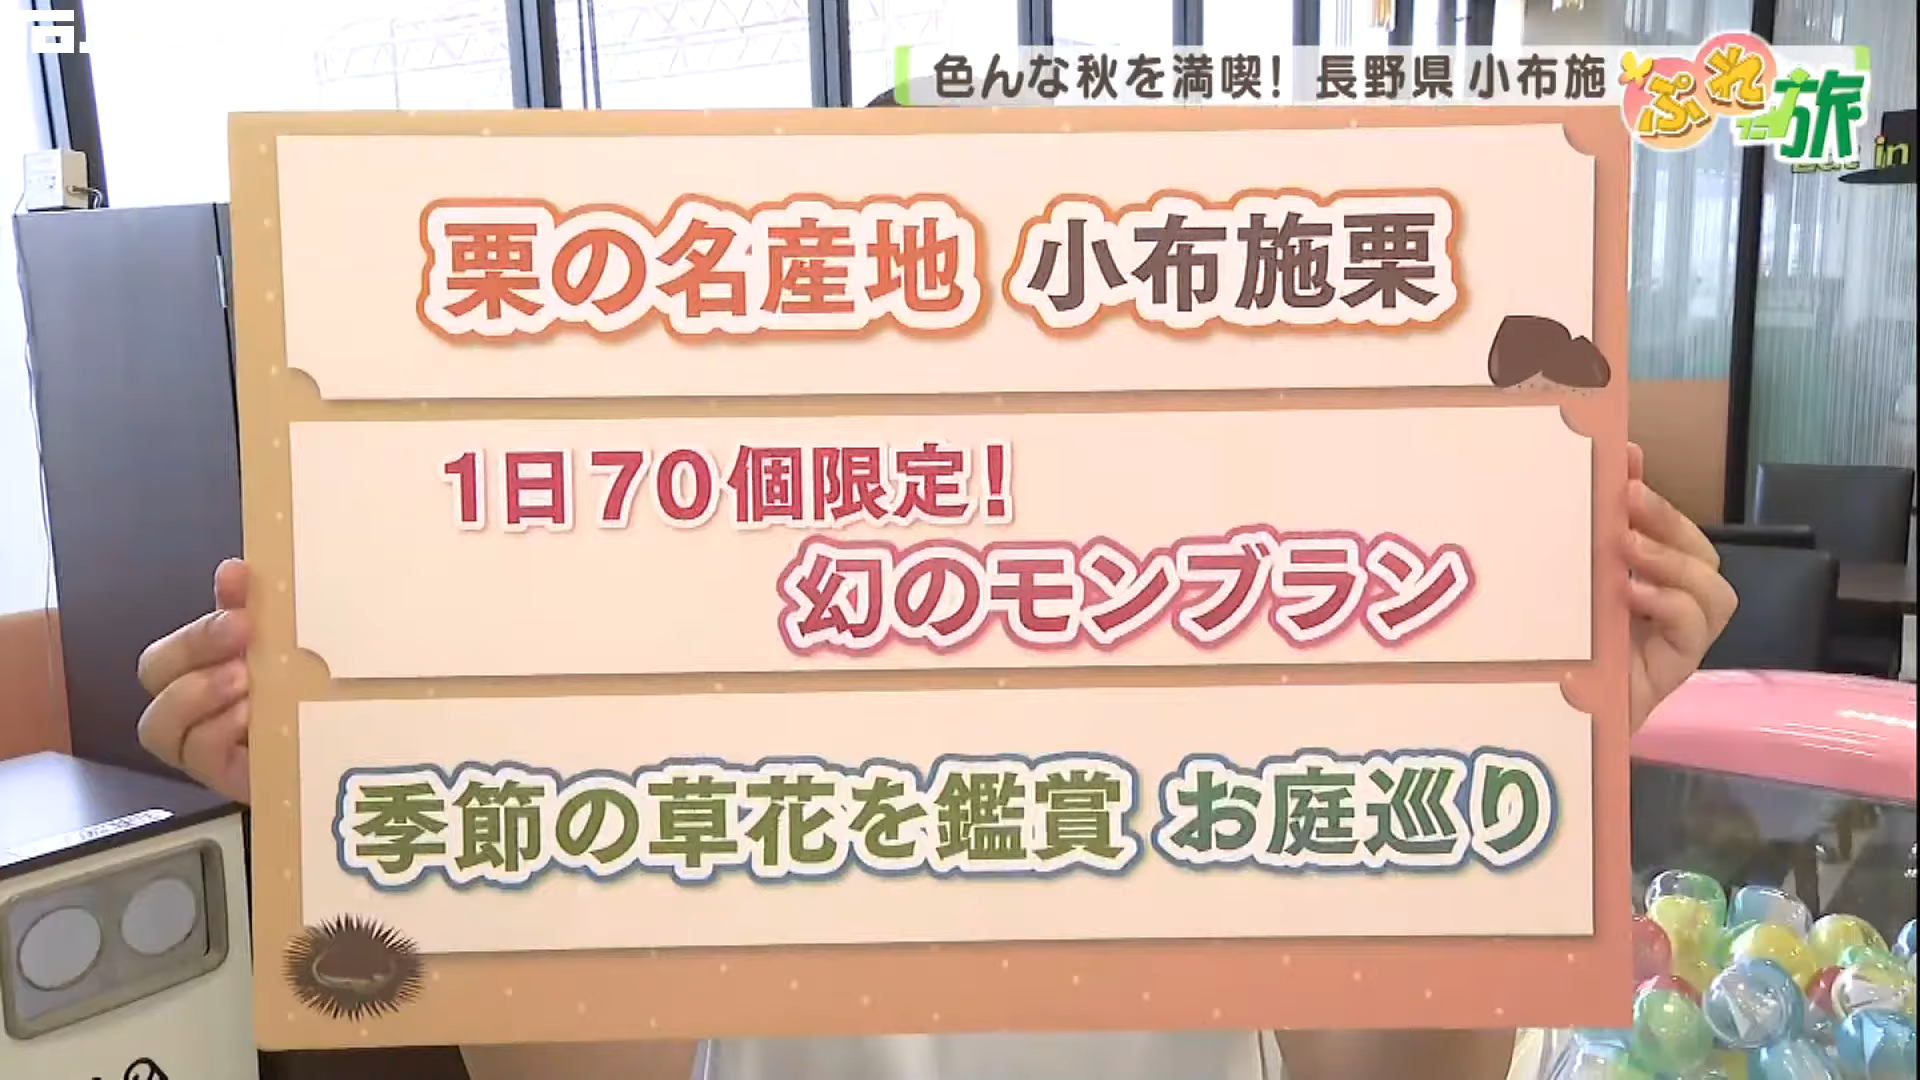 色んな秋を満喫! 長野県 小布施
ぷれ旅
栗の名産地 小布施栗
1日70個限定!
幻のモンブラン
季節の草花を鑑賞 お庭巡り
in